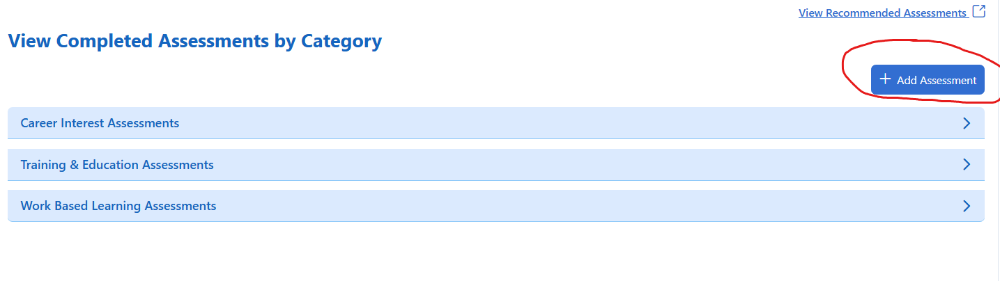 View Recommended Assessments
View Completed Assessments by Category
+ Add Assessment
Career Interest Assessments
Training & Education Assessments
Work Based Learning Assessments